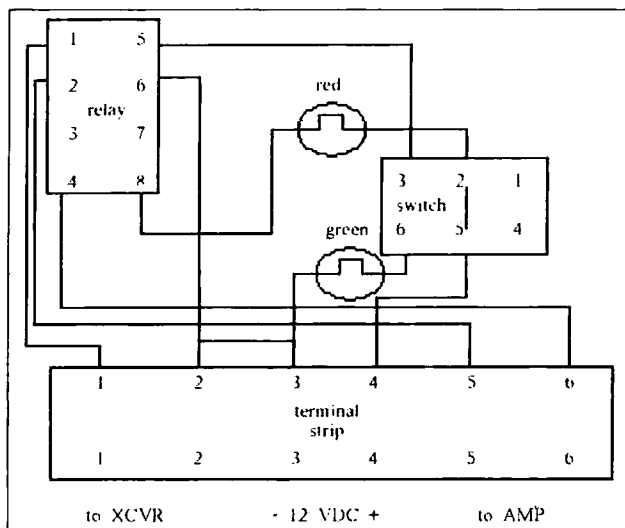 1 5
2 6
relay
3 7
4 8
red
3 2 1
switch
6 5 4
green
1 2 3 4 5 6
terminal
strip
1 2 3 4 5 6
to XCVR - 12 VDC + to AMP